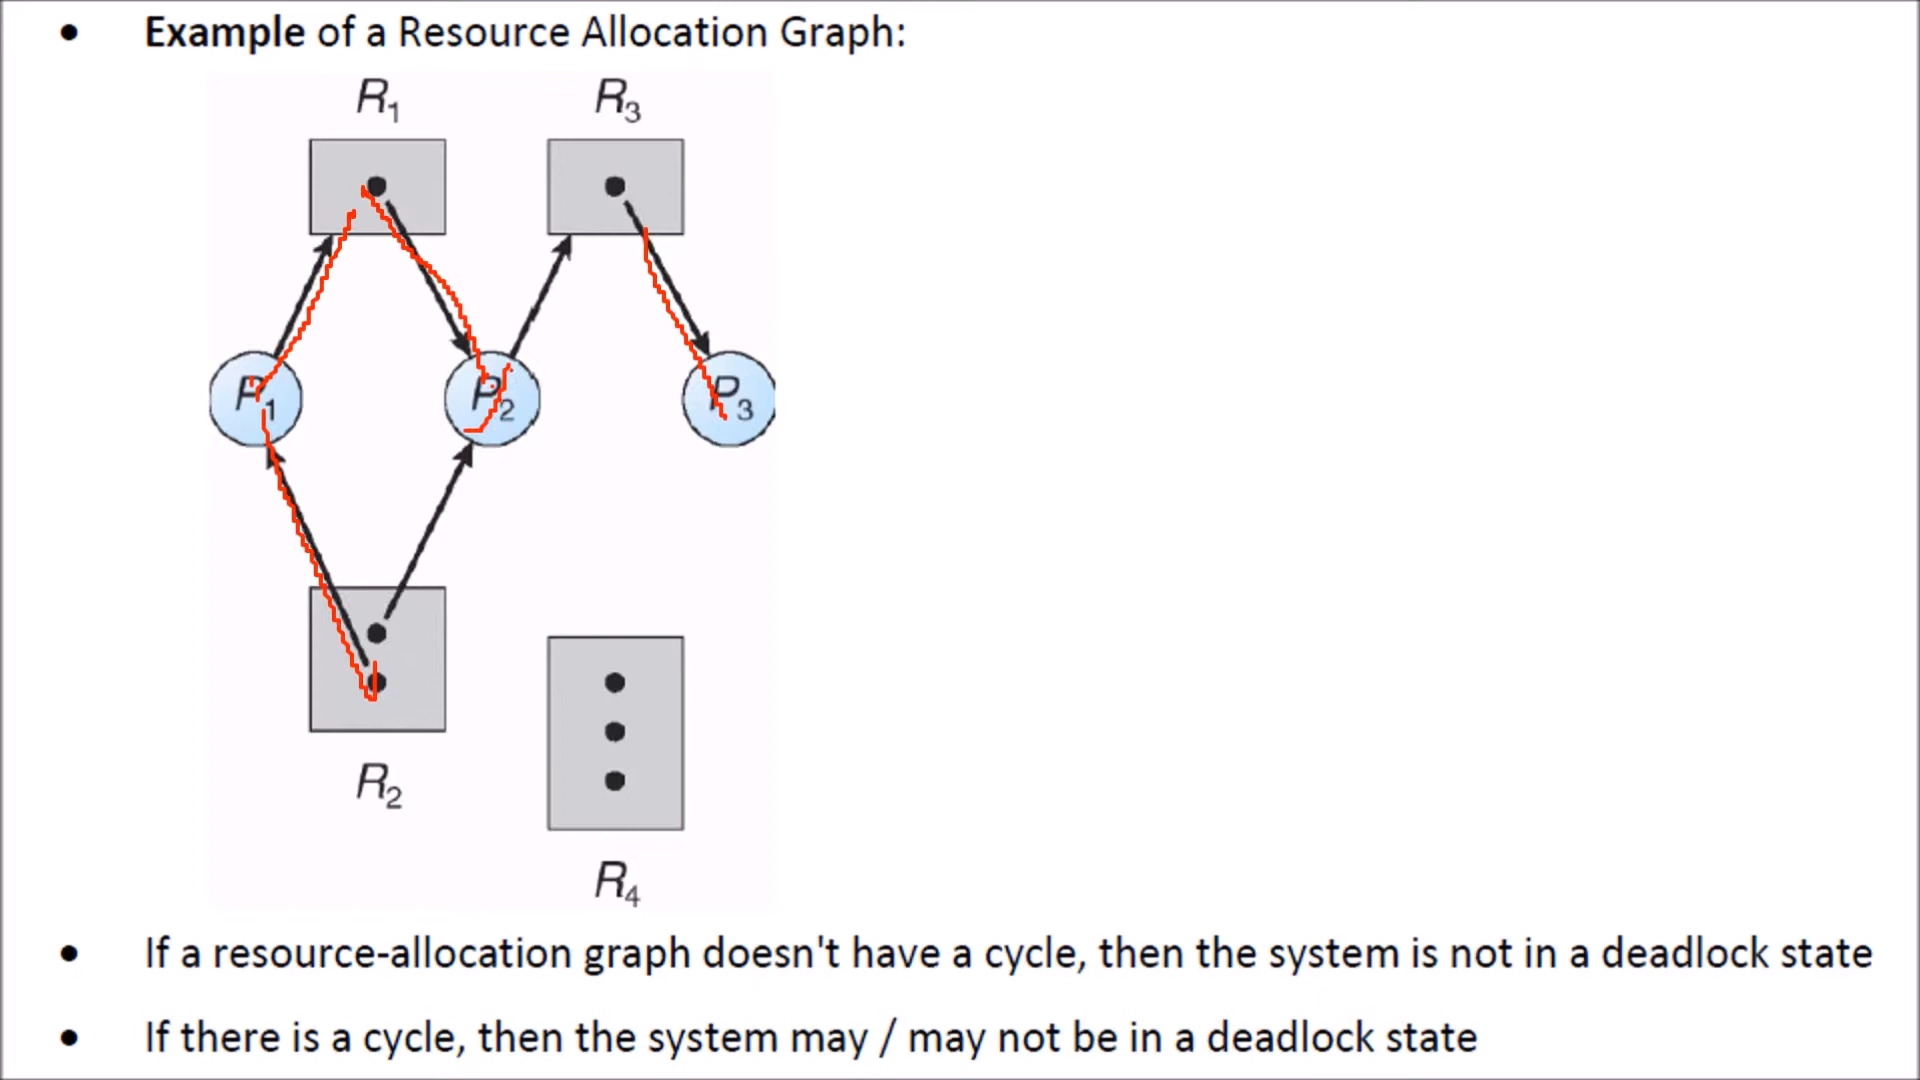 • Example of a Resource Allocation Graph:
R₁ R₃
P₁ P₂ P₃
R₂
R₄
• If a resource-allocation graph doesn't have a cycle, then the system is not in a deadlock state
• If there is a cycle, then the system may / may not be in a deadlock state